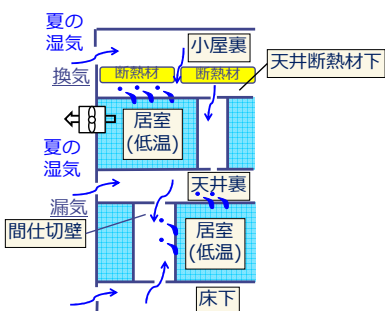 夏の
湿気
小屋裏
天井断熱材下
換気
断熱材
断熱材
居室
(低温)
夏の
湿気
天井裏
漏気
間仕切壁
居室
(低温)
床下